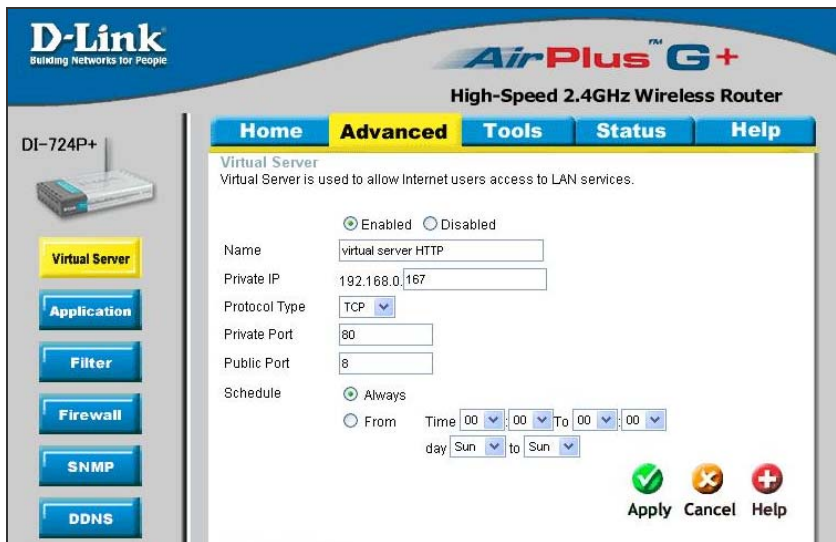 D-Link
Building Networks for People
AirPlus™ G+
High-Speed 2.4GHz Wireless Router
DI-724P+
Home Advanced Tools Status Help
Virtual Server
Application
Filter
Firewall
SNMP
DDNS
Virtual Server
Virtual Server is used to allow Internet users access to LAN services.
Enabled Disabled
Name virtual server HTTP
Private IP 192.168.0. 167
Protocol Type TCP
Private Port 80
Public Port 8
Schedule Always
From Time 00 : 00 To 00 : 00
day Sun to Sun
Apply Cancel Help